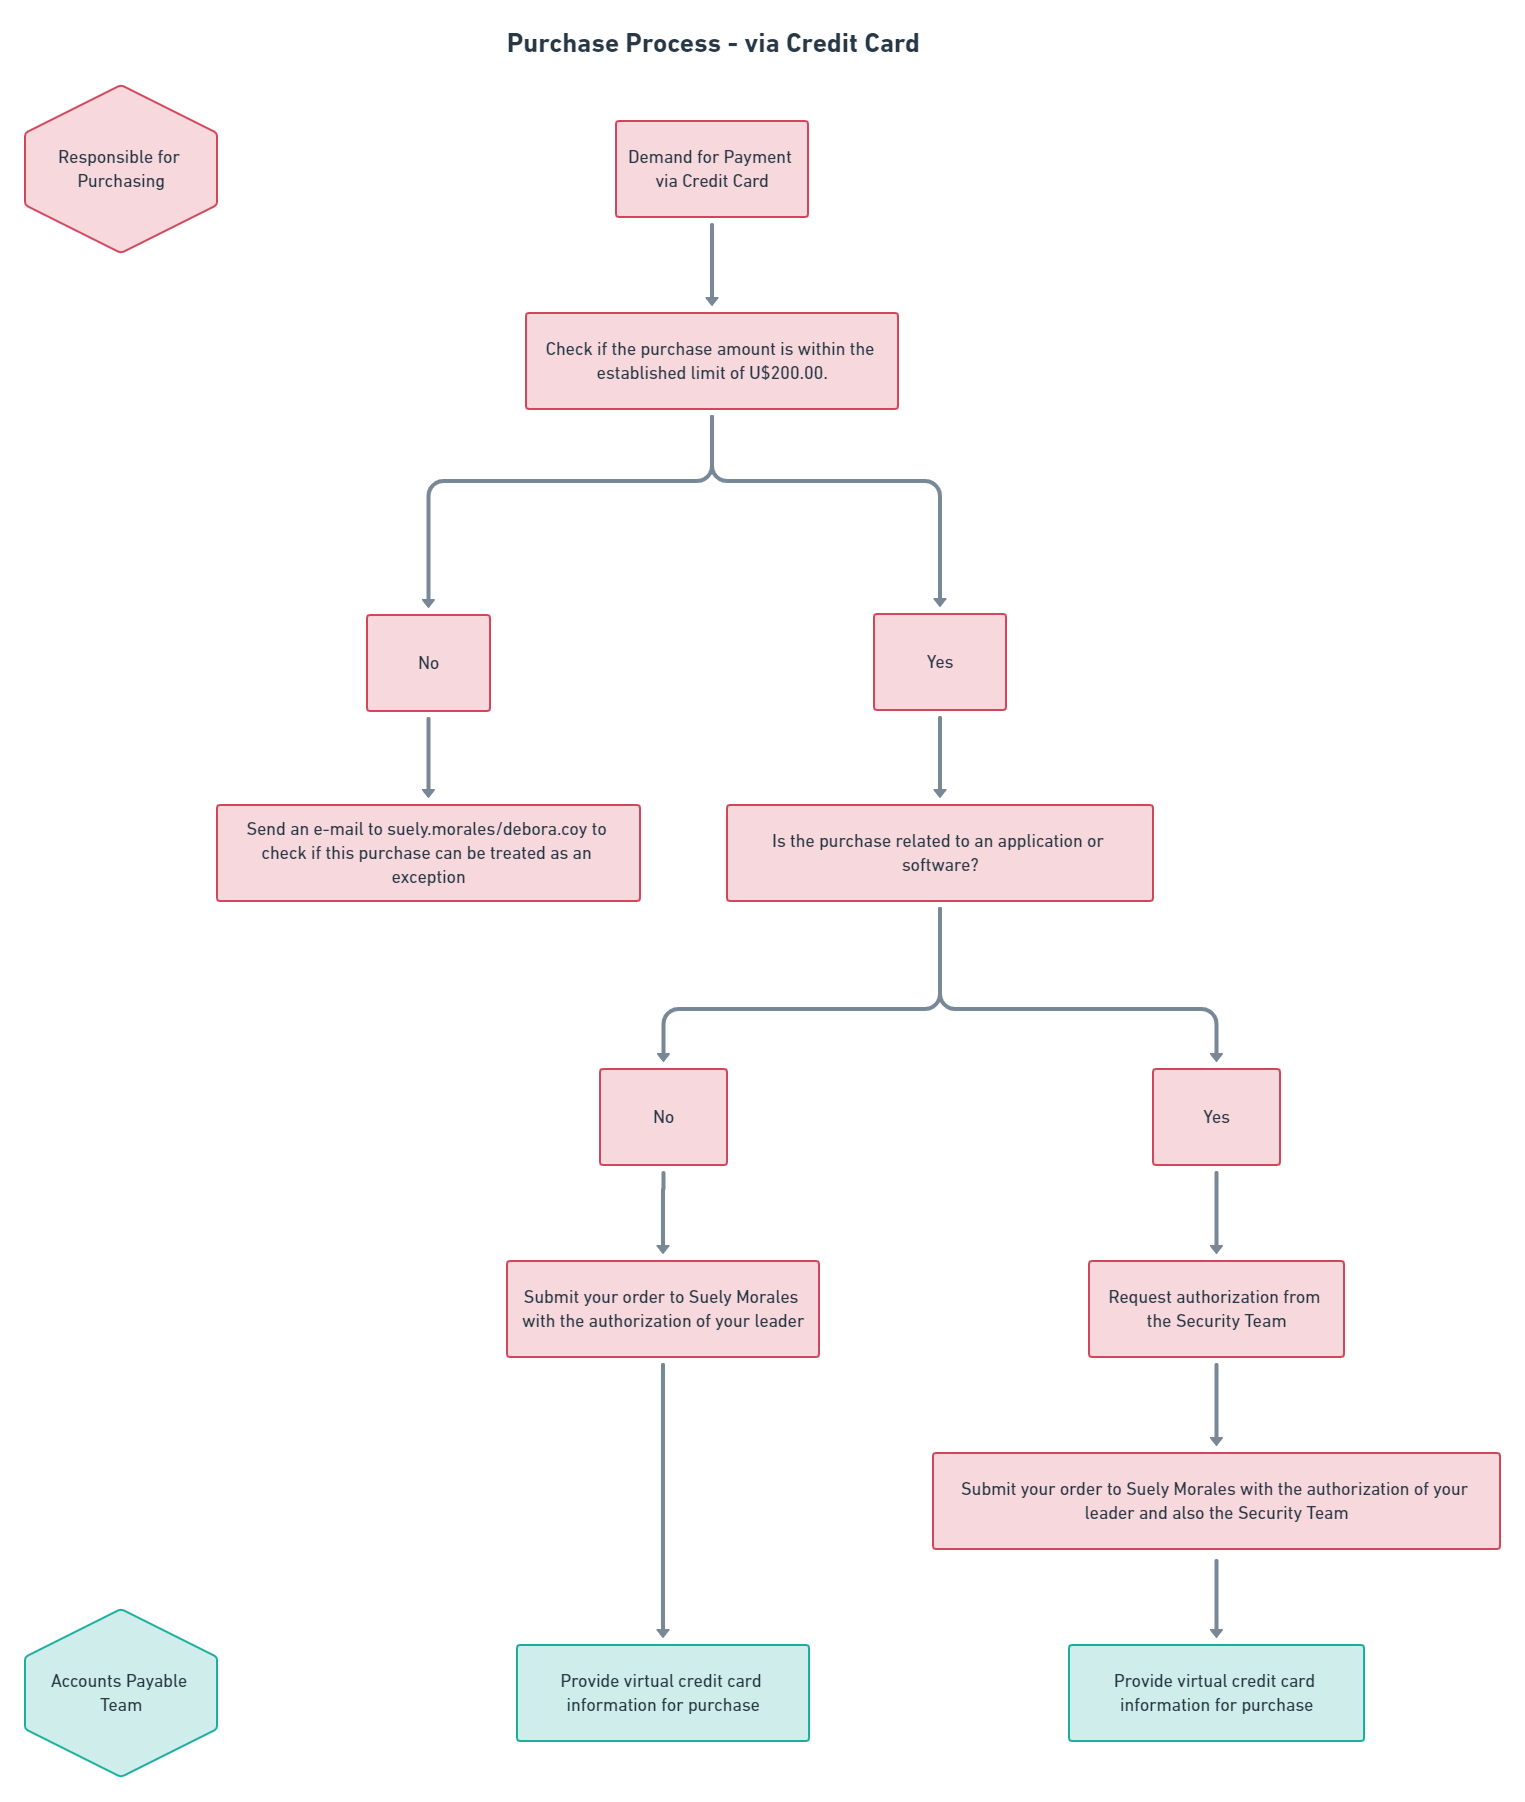 Purchase Process - via Credit Card
Responsible for
Purchasing
Demand for Payment
via Credit Card
Check if the purchase amount is within the
established limit of U$200.00.
No
Yes
Send an e-mail to suely.morales/debora.coy to
check if this purchase can be treated as an
exception
Is the purchase related to an application or
software?
No
Yes
Submit your order to Suely Morales
with the authorization of your leader
Request authorization from
the Security Team
Submit your order to Suely Morales with the authorization of your
leader and also the Security Team
Accounts Payable
Team
Provide virtual credit card
information for purchase
Provide virtual credit card
information for purchase